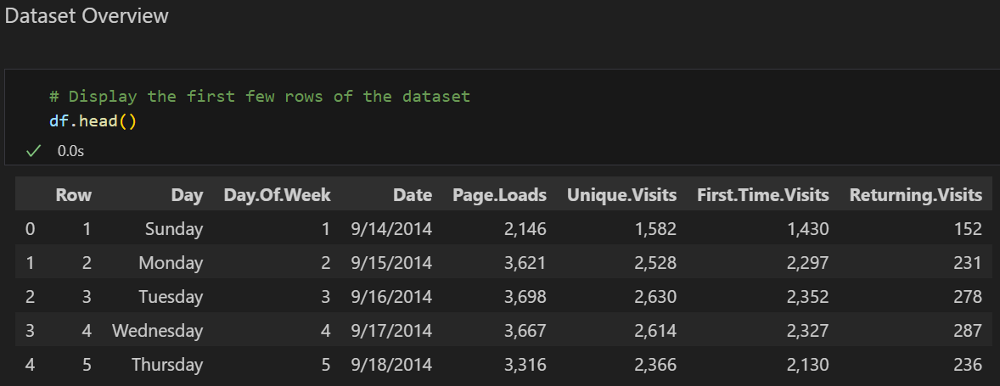 Dataset Overview
# Display the first few rows of the dataset
df.head()
0.0s
Row Day Day.Of.Week Date Page.Loads Unique.Visits First.Time.Visits Returning.Visits
0 1 Sunday 1 9/14/2014 2,146 1,582 1,430 152
1 2 Monday 2 9/15/2014 3,621 2,528 2,297 231
2 3 Tuesday 3 9/16/2014 3,698 2,630 2,352 278
3 4 Wednesday 4 9/17/2014 3,667 2,614 2,327 287
4 5 Thursday 5 9/18/2014 3,316 2,366 2,130 236